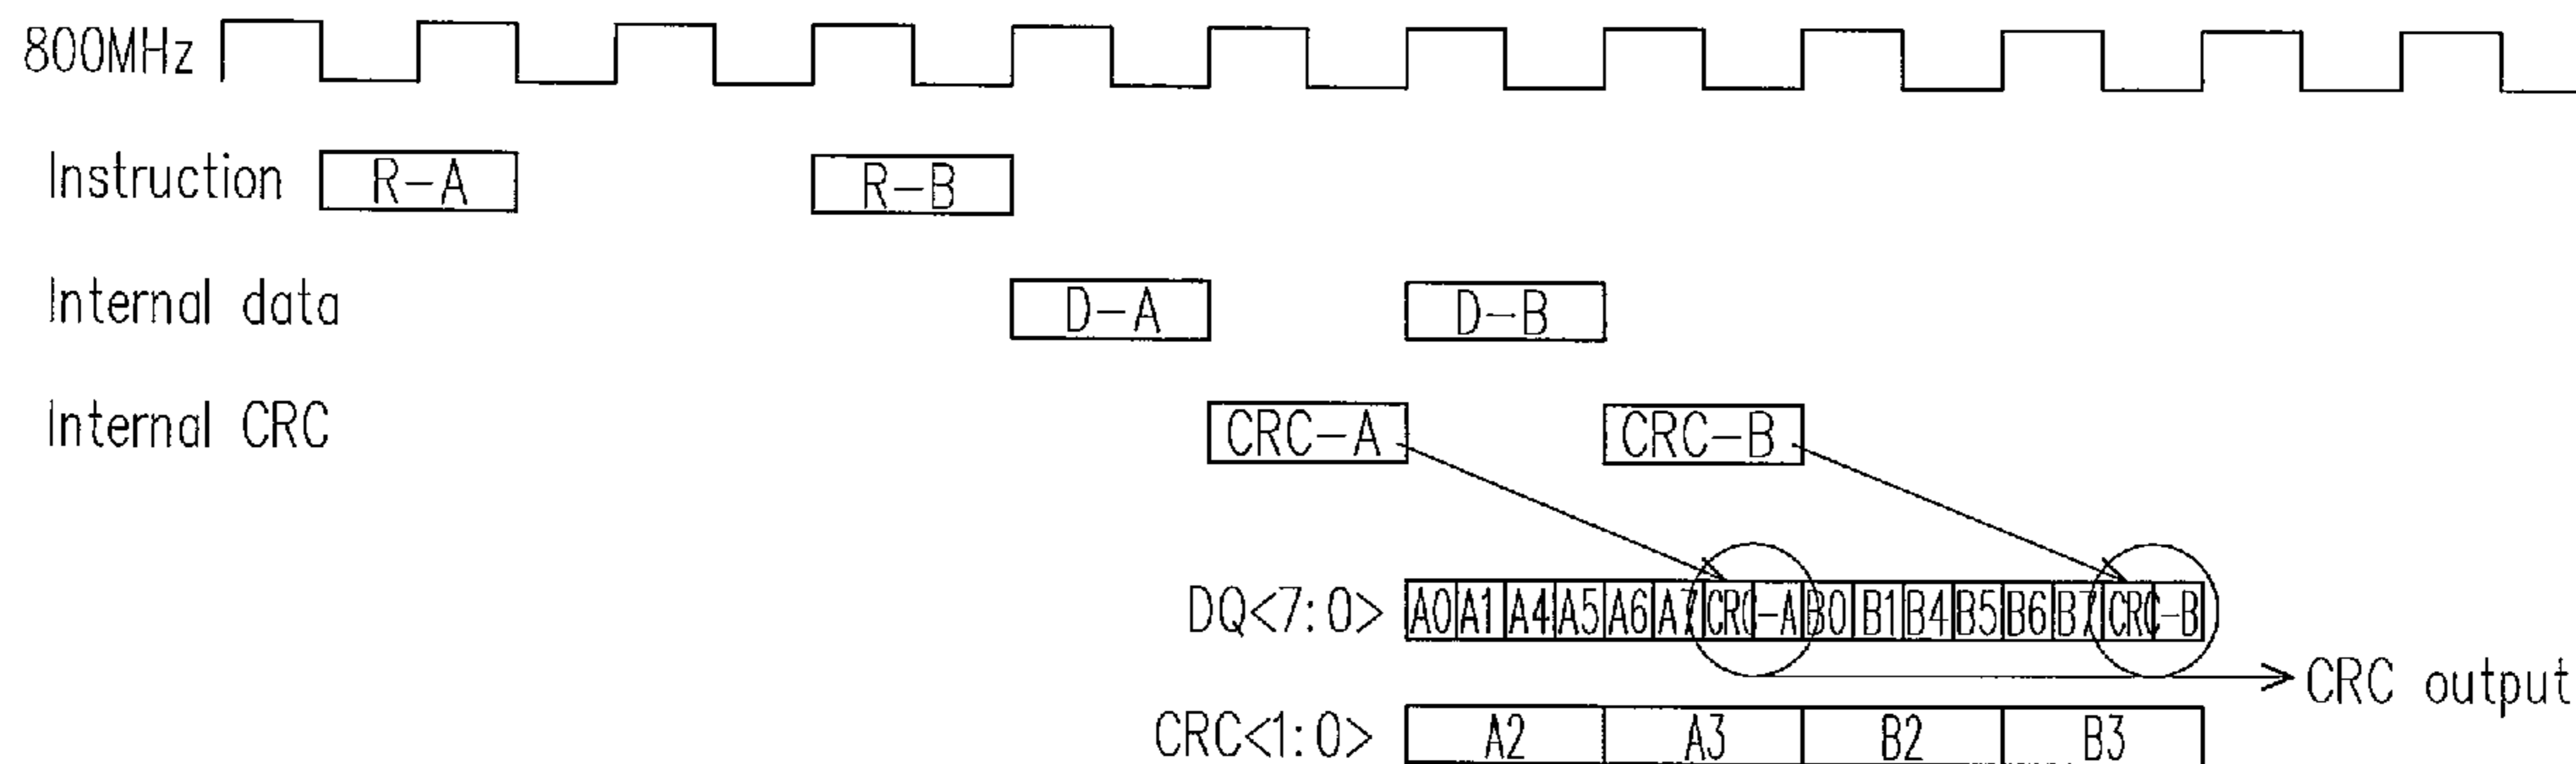 800MHz
Instruction R-A R-B
Internal data D-A D-B
Internal CRC CRC-A CRC-B
DQ<7:0> A0 A1 A4 A5 A6 A7 CRC-A B0 B1 B4 B5 B6 B7 CRC-B
CRC output
CRC<1:0> A2 A3 B2 B3